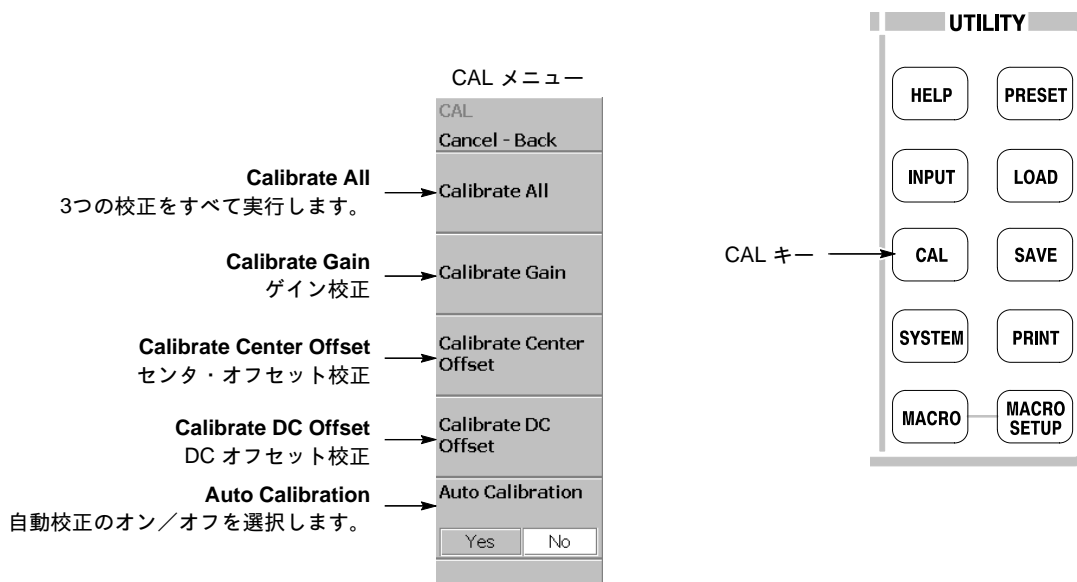 UTILITY
CAL メニュー
CAL
Cancel - Back
Calibrate All
3つの校正をすべて実行します。
Calibrate All
Calibrate Gain
ゲイン校正
Calibrate Gain
Calibrate Center Offset
センタ・オフセット校正
Calibrate Center
Offset
Calibrate DC Offset
DC オフセット校正
Calibrate DC
Offset
Auto Calibration
自動校正のオン／オフを選択します。
Auto Calibration
Yes No
CAL キー
HELP PRESET
INPUT LOAD
CAL SAVE
SYSTEM PRINT
MACRO MACRO
SETUP